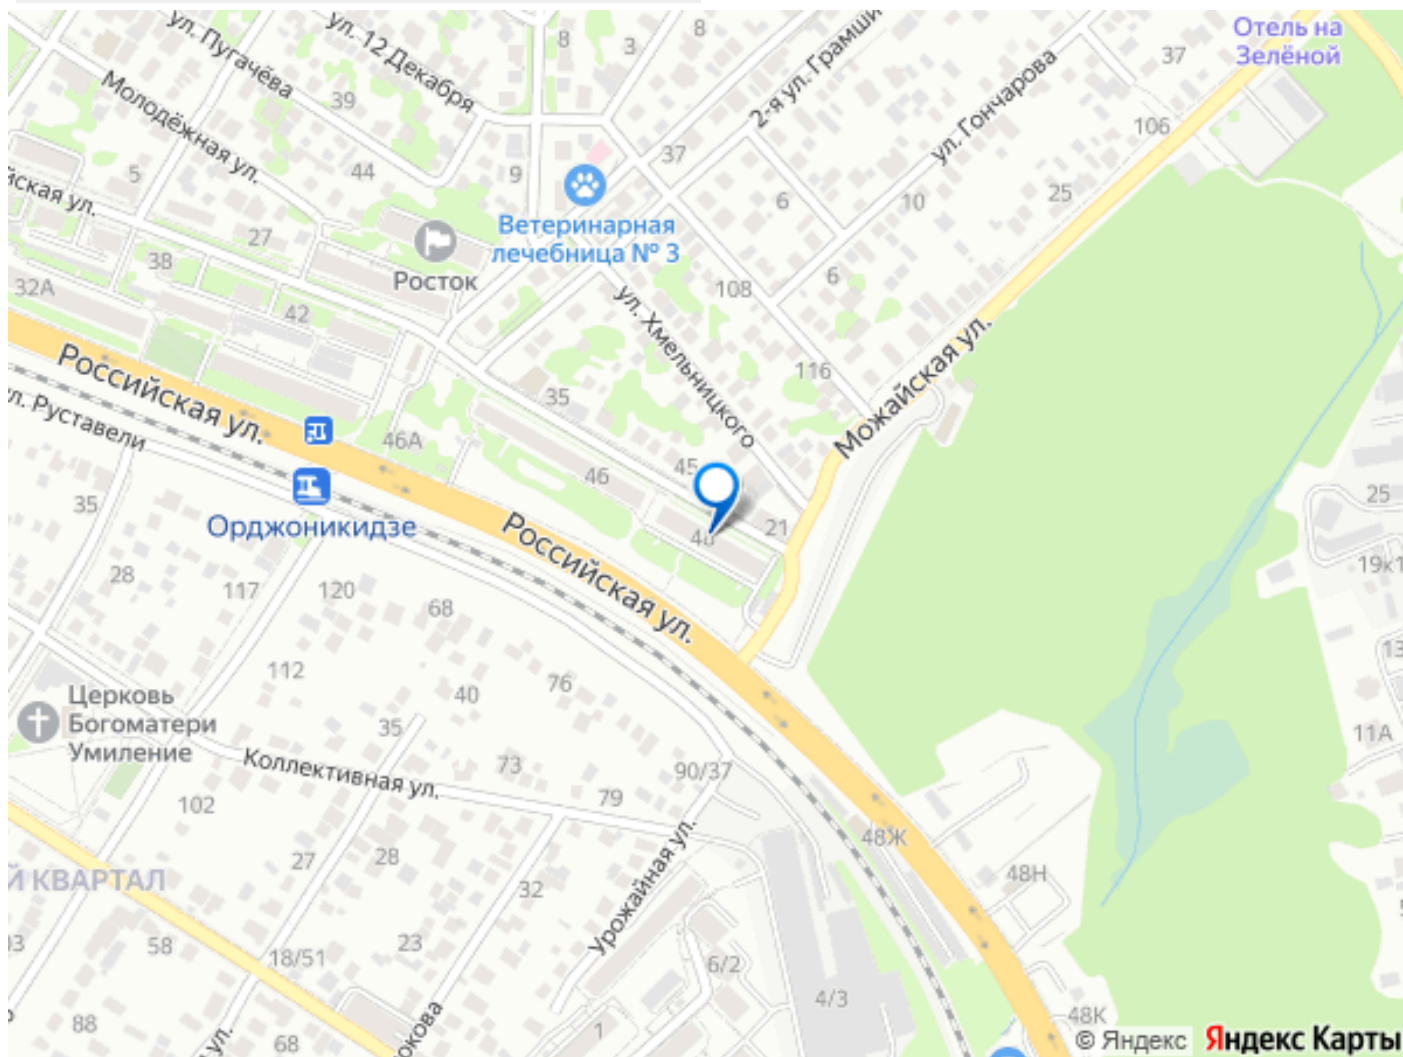 ул. Пугачёва
ул. 12 Декабря
8
3
8
2-я ул. Грамши
Отель на
Зелёной
37
ул. Гончарова
106
Молодёжная ул.
39
5
44
9
37
6
10
25
йская ул.
27
Росток
Ветеринарная
лечебница № 3
38
32А
42
108
6
ул. Хмельницкого
116
Можайская ул.
Российская ул.
35
ул. Руставели
46А
46
45
21
25
35
Орджоникидзе
Российская ул.
19к1
28
117
120
68
13
112
40
76
Церковь
Богоматери
Умиление
35
11А
Коллективная ул.
73
90/37
79
102
48Ж
27
28
Й КВАРТАЛ
32
48Н
Урожайная ул.
58
23
18/51
6/2
4/3
88
68
1
48К
© Яндекс
Яндекс Карты